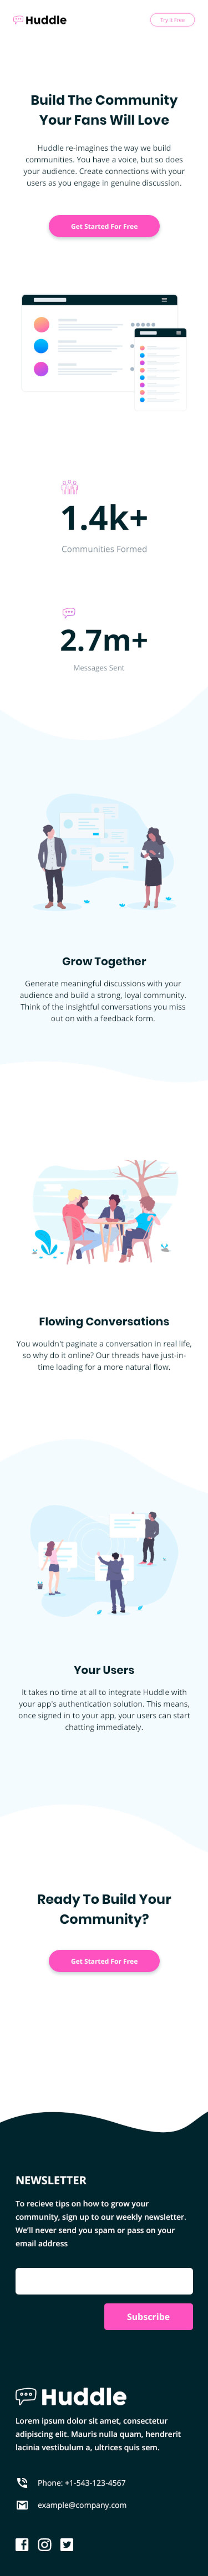 Huddle
Try It Free
Build The Community
Your Fans Will Love
Huddle re-imagines the way we build
communities. You have a voice, but so does
your audience. Create connections with your
users as you engage in genuine discussion.
Get Started For Free
1.4k+
Communities Formed
2.7m+
Messages Sent
Grow Together
Generate meaningful discussions with your
audience and build a strong, loyal community.
Think of the insightful conversations you miss
out on with a feedback form.
Flowing Conversations
You wouldn't paginate a conversation in real life,
so why do it online? Our threads have just-in-
time loading for a more natural flow.
Your Users
It takes no time at all to integrate Huddle with
your app's authentication solution. This means,
once signed in to your app, your users can start
chatting immediately.
Ready To Build Your
Community?
Get Started For Free
NEWSLETTER
To recieve tips on how to grow your
community, sign up to our weekly newsletter.
We'll never send you spam or pass on your
email address
Subscribe
Huddle
Lorem ipsum dolor sit amet, consectetur
adipiscing elit. Mauris nulla quam, hendrerit
lacinia vestibulum a, ultrices quis sem.
Phone: +1-543-123-4567
example@company.com